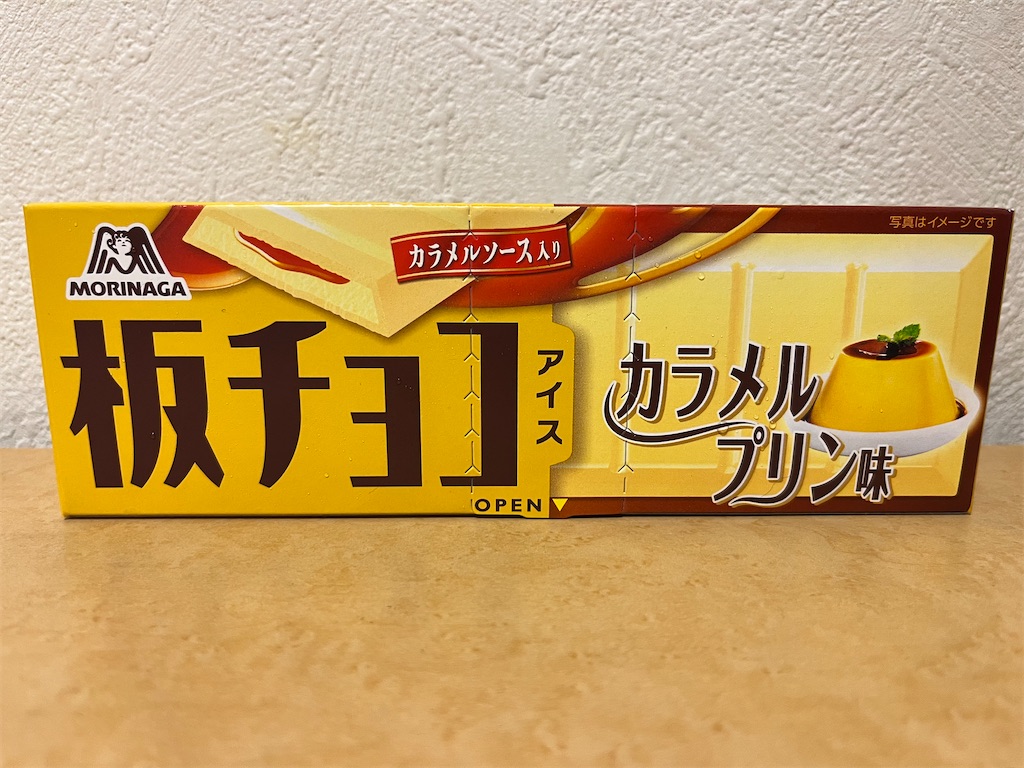 MORINAGA
板チョコ
アイス
OPEN
カラメルソース入り
写真はイメージです
カラメル
プリン味